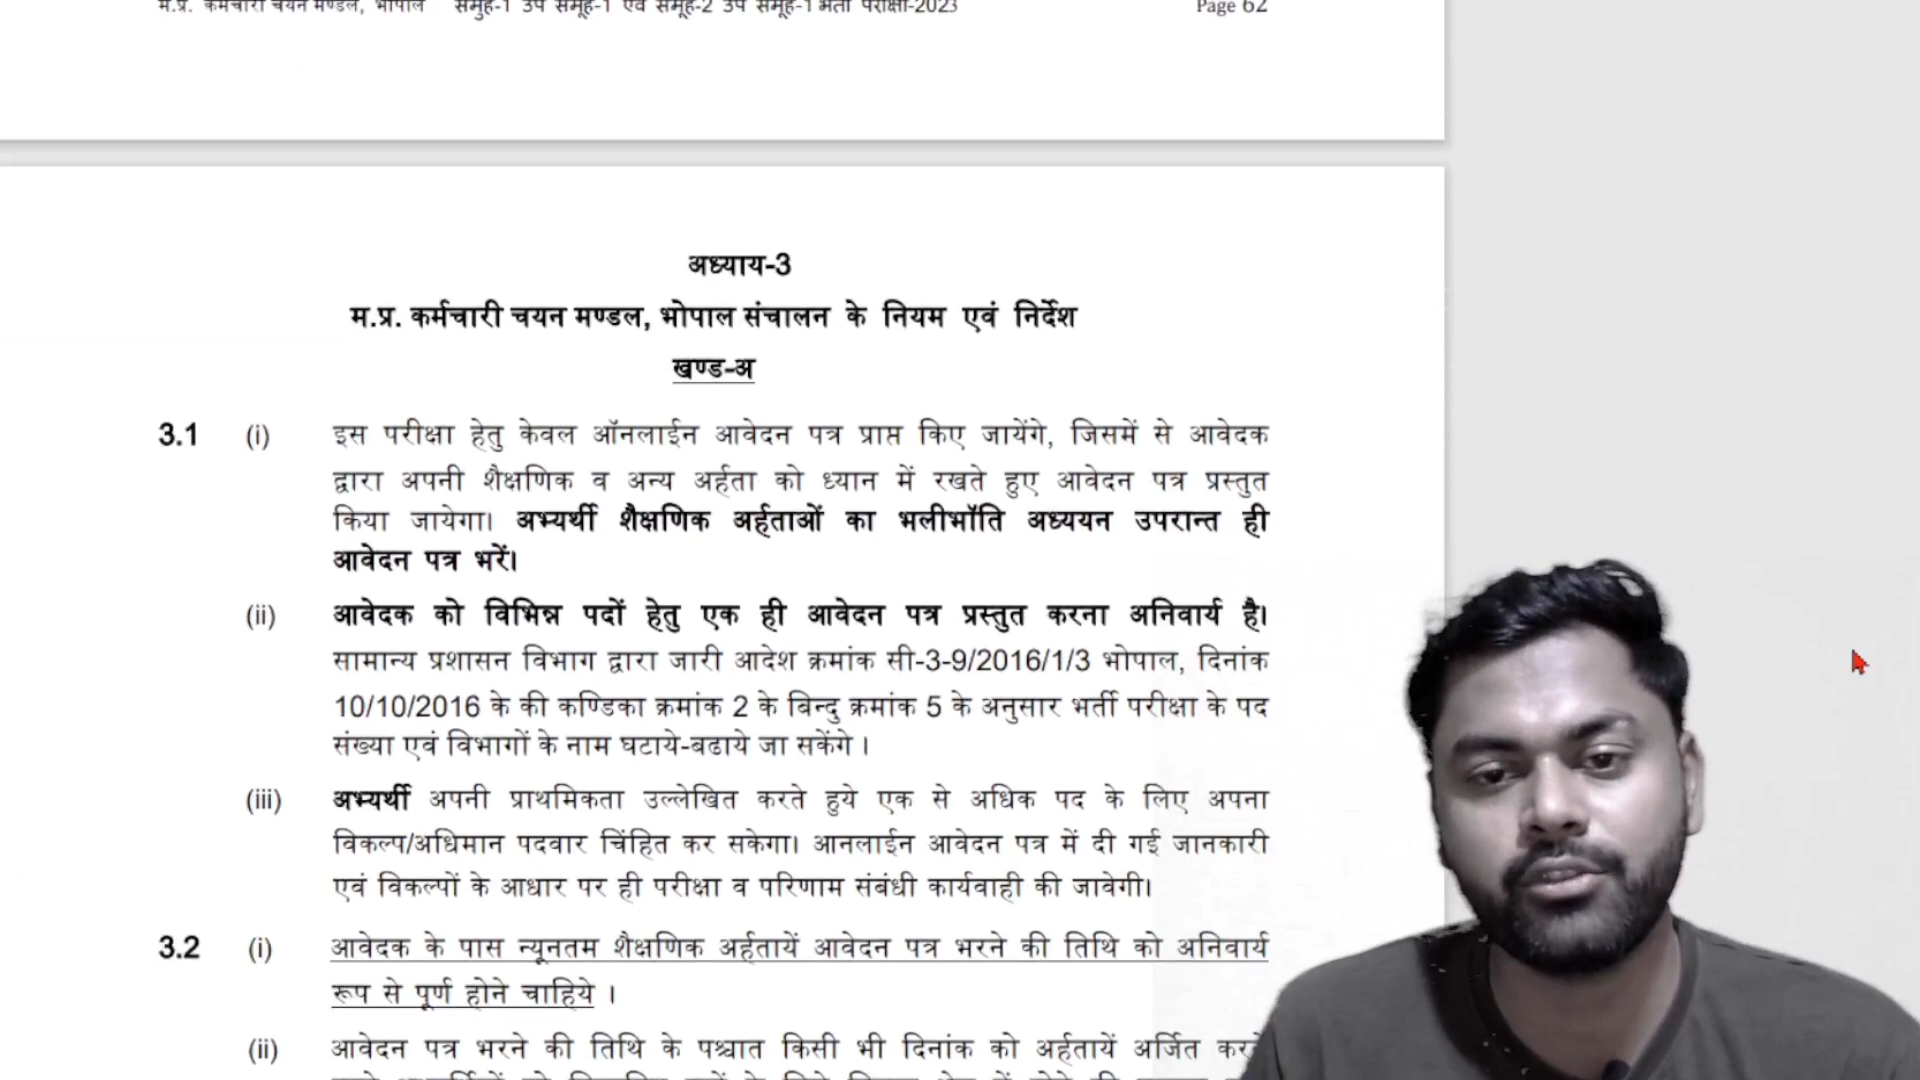 म.प्र. कर्मचारी चयन मण्डल, भोपाल समुह-1 उप समूह-1 एवं समूह-2 उप समूह-1 भर्ती परीक्षा-2023 Page 62
अध्याय-3
म.प्र. कर्मचारी चयन मण्डल, भोपाल संचालन के नियम एवं निर्देश
खण्ड-अ
3.1 (i) इस परीक्षा हेतु केवल ऑनलाईन आवेदन पत्र प्राप्त किए जायेंगे, जिसमें से आवेदक
द्वारा अपनी शैक्षणिक व अन्य अर्हता को ध्यान में रखते हुए आवेदन पत्र प्रस्तुत
किया जायेगा। अभ्यर्थी शैक्षणिक अर्हताओं का भलीभॉति अध्ययन उपरान्त ही
आवेदन पत्र भरें।
(ii) आवेदक को विभिन्न पदों हेतु एक ही आवेदन पत्र प्रस्तुत करना अनिवार्य है।
सामान्य प्रशासन विभाग द्वारा जारी आदेश क्रमांक सी-3-9/2016/1/3 भोपाल, दिनांक
10/10/2016 के की कण्डिका क्रमांक 2 के बिन्दु क्रमांक 5 के अनुसार भर्ती परीक्षा के पद
संख्या एवं विभागों के नाम घटाये-बढाये जा सकेंगे ।
(iii) अभ्यर्थी अपनी प्राथमिकता उल्लेखित करते हुये एक से अधिक पद के लिए अपना
विकल्प/अधिमान पदवार चिंहित कर सकेगा। आनलाईन आवेदन पत्र में दी गई जानकारी
एवं विकल्पों के आधार पर ही परीक्षा व परिणाम संबंधी कार्यवाही की जावेगी।
3.2 (i) आवेदक के पास न्यूनतम शैक्षणिक अर्हतायें आवेदन पत्र भरने की तिथि को अनिवार्य
रूप से पूर्ण होने चाहिये ।
(ii) आवेदन पत्र भरने की तिथि के पश्चात किसी भी दिनांक को अर्हतायें अर्जित